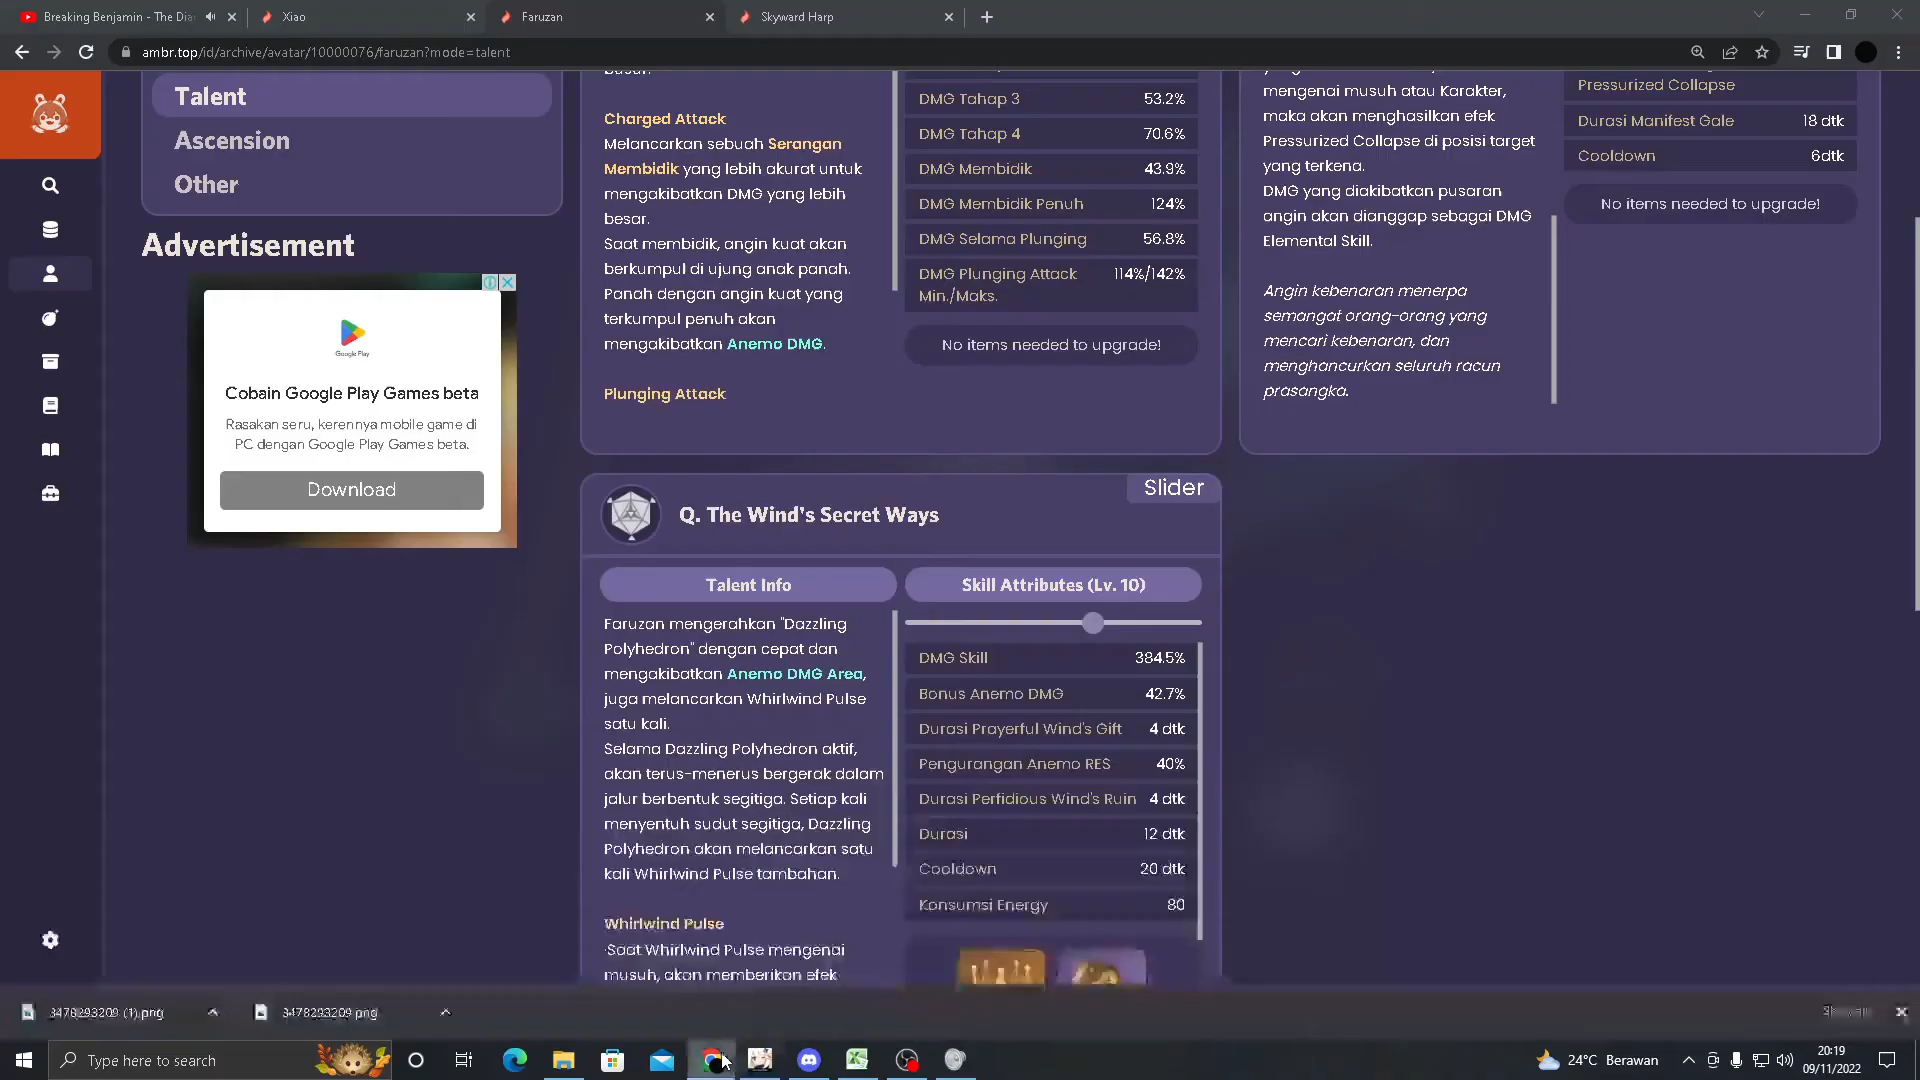 Breaking Benjamin - The Dia
Xiao
Faruzan
Skyward Harp
ambr.top/id/archive/avatar/10000076/faruzan?mode=talent
Talent
Ascension
Other
Advertisement
Google Play
Cobain Google Play Games beta
Rasakan seru, kerennya mobile game di
PC dengan Google Play Games beta.
Download
besar.
Charged Attack
Melancarkan sebuah Serangan
Membidik yang lebih akurat untuk
mengakibatkan DMG yang lebih
besar.
Saat membidik, angin kuat akan
berkumpul di ujung anak panah.
Panah dengan angin kuat yang
terkumpul penuh akan
mengakibatkan Anemo DMG.
Plunging Attack
DMG Tahap 3 53.2%
DMG Tahap 4 70.6%
DMG Membidik 43.9%
DMG Membidik Penuh 124%
DMG Selama Plunging 56.8%
DMG Plunging Attack 114%/142%
Min./Maks.
No items needed to upgrade!
mengenai musuh atau Karakter,
maka akan menghasilkan efek
Pressurized Collapse di posisi target
yang terkena.
DMG yang diakibatkan pusaran
angin akan dianggap sebagai DMG
Elemental Skill.
Angin kebenaran menerpa
semangat orang-orang yang
mencari kebenaran, dan
menghancurkan seluruh racun
prasangka.
Pressurized Collapse
Durasi Manifest Gale 18 dtk
Cooldown 6dtk
No items needed to upgrade!
Slider
Q. The Wind's Secret Ways
Talent Info
Faruzan mengerahkan "Dazzling
Polyhedron" dengan cepat dan
mengakibatkan Anemo DMG Area,
juga melancarkan Whirlwind Pulse
satu kali.
Selama Dazzling Polyhedron aktif,
akan terus-menerus bergerak dalam
jalur berbentuk segitiga. Setiap kali
menyentuh sudut segitiga, Dazzling
Polyhedron akan melancarkan satu
kali Whirlwind Pulse tambahan.
Whirlwind Pulse
·Saat Whirlwind Pulse mengenai
musuh, akan memberikan efek
Skill Attributes (Lv. 10)
DMG Skill 384.5%
Bonus Anemo DMG 42.7%
Durasi Prayerful Wind's Gift 4 dtk
Pengurangan Anemo RES 40%
Durasi Perfidious Wind's Ruin 4 dtk
Durasi 12 dtk
Cooldown 20 dtk
Konsumsi Energy 80
3478293209 (1).png
3478293209.png
Type here to search
24°C Berawan
20:19
09/11/2022